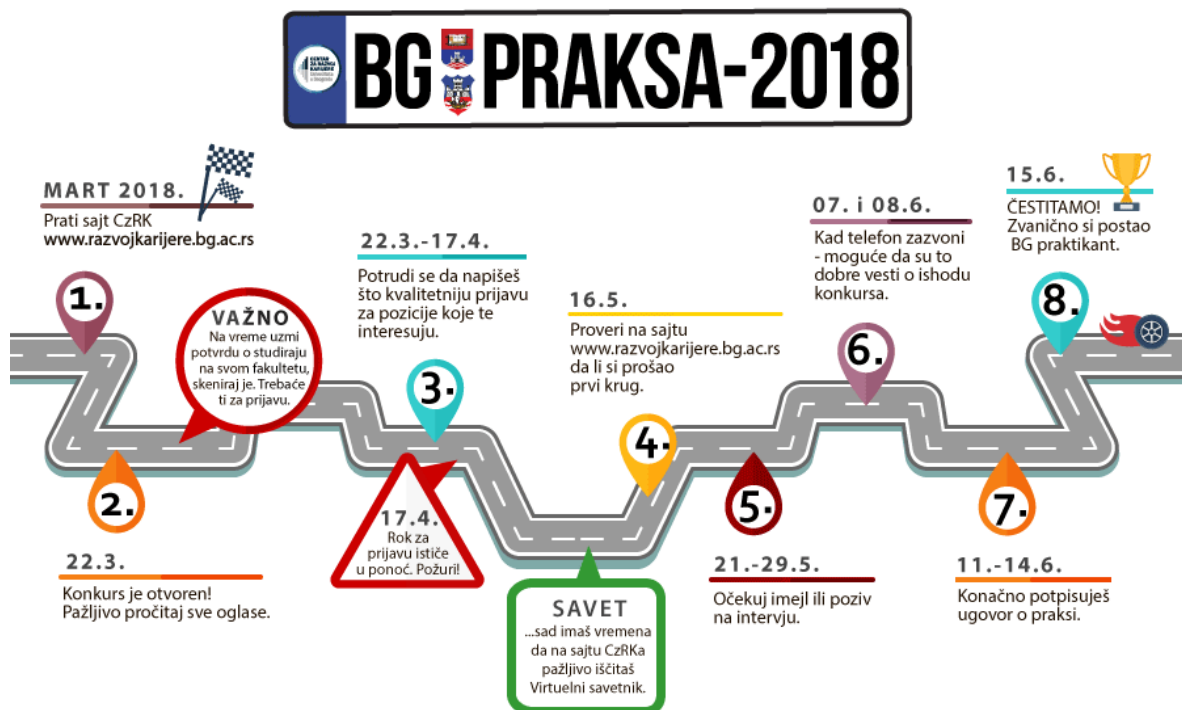 CENTAR
ZA RAZVOJ
KARIJERE
BG PRAKSA-2018
MART 2018.
Prati sajt CzRK
www.razvojkarijere.bg.ac.rs
1.
VAŽNO
Na vreme uzmi
potvrdu o studiraju
na svom fakultetu,
skeniraj je. Trebaće
ti za prijavu.
2.
22.3.
Konkurs je otvoren!
Pažljivo pročitaj sve oglase.
22.3.-17.4.
Potrudi se da napišeš
što kvalitetniju prijavu
za pozicije koje te
interesuju.
3.
17.4.
Rok za
prijavu ističe
u ponoć. Požuri!
SAVET
...sad imaš vremena
da na sajtu CzRKa
pažljivo iščitaš
Virtuelni savetnik.
16.5.
Proveri na sajtu
www.razvojkarijere.bg.ac.rs
da li si prošao
prvi krug.
4.
5.
21.-29.5.
Očekuj imejl ili poziv
na intervju.
07. i 08.6.
Kad telefon zazvoni
- moguće da su to
dobre vesti o ishodu
konkursa.
6.
7.
11.-14.6.
Konačno potpisuješ
ugovor o praksi.
15.6.
ČESTITAMO!
Zvanično si postao
BG praktikant.
8.